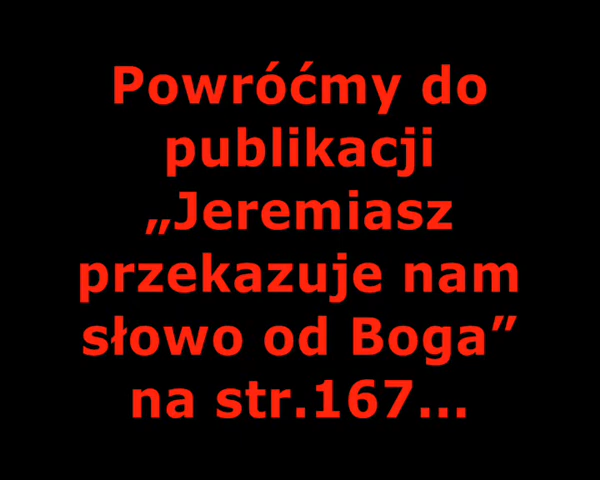 Powróćmy do
publikacji
„Jeremiasz
przekazuje nam
słowo od Boga”
na str.167...